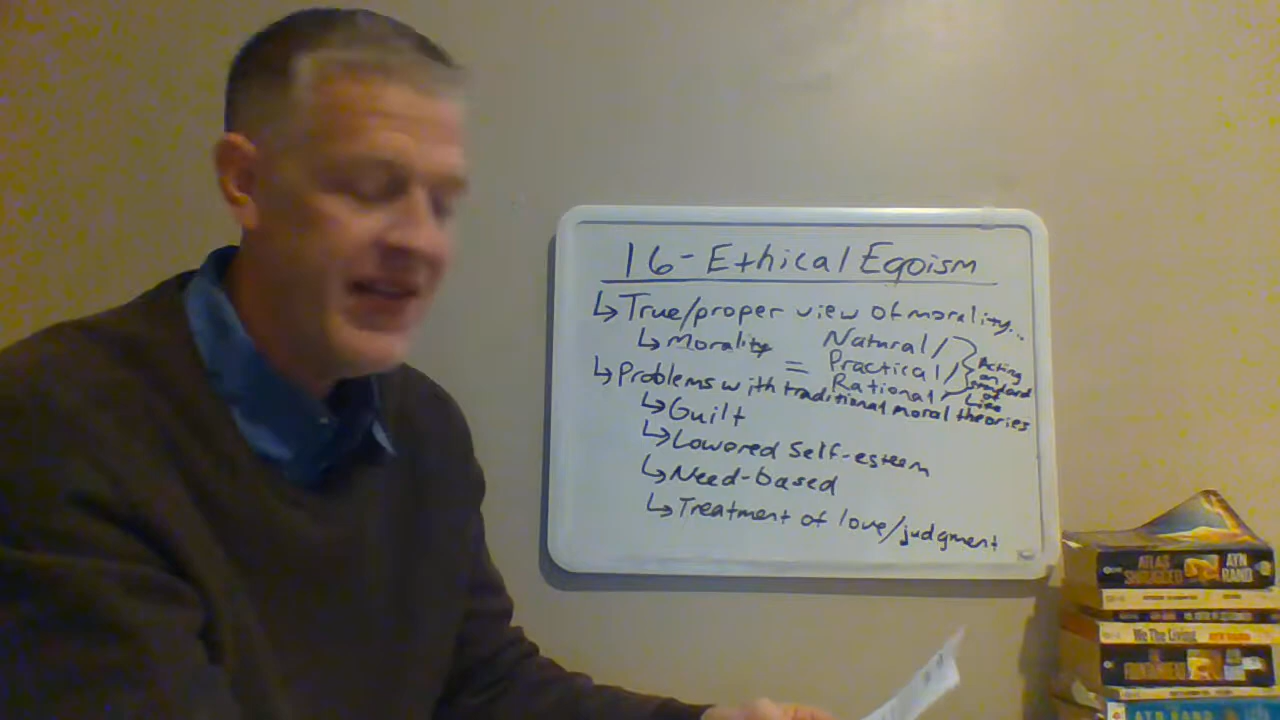 16-Ethical Egoism
↳True/proper view of morality...
↳Morality = Natural/
Practical/
Rational
Acting
on
standard
of
Life
↳Problems with traditional moral theories
↳Guilt
↳Lowered Self-esteem
↳Need-based
↳Treatment of love/judgment
ATLAS SHRUGGED AYN RAND
We The Living
AYN RAND